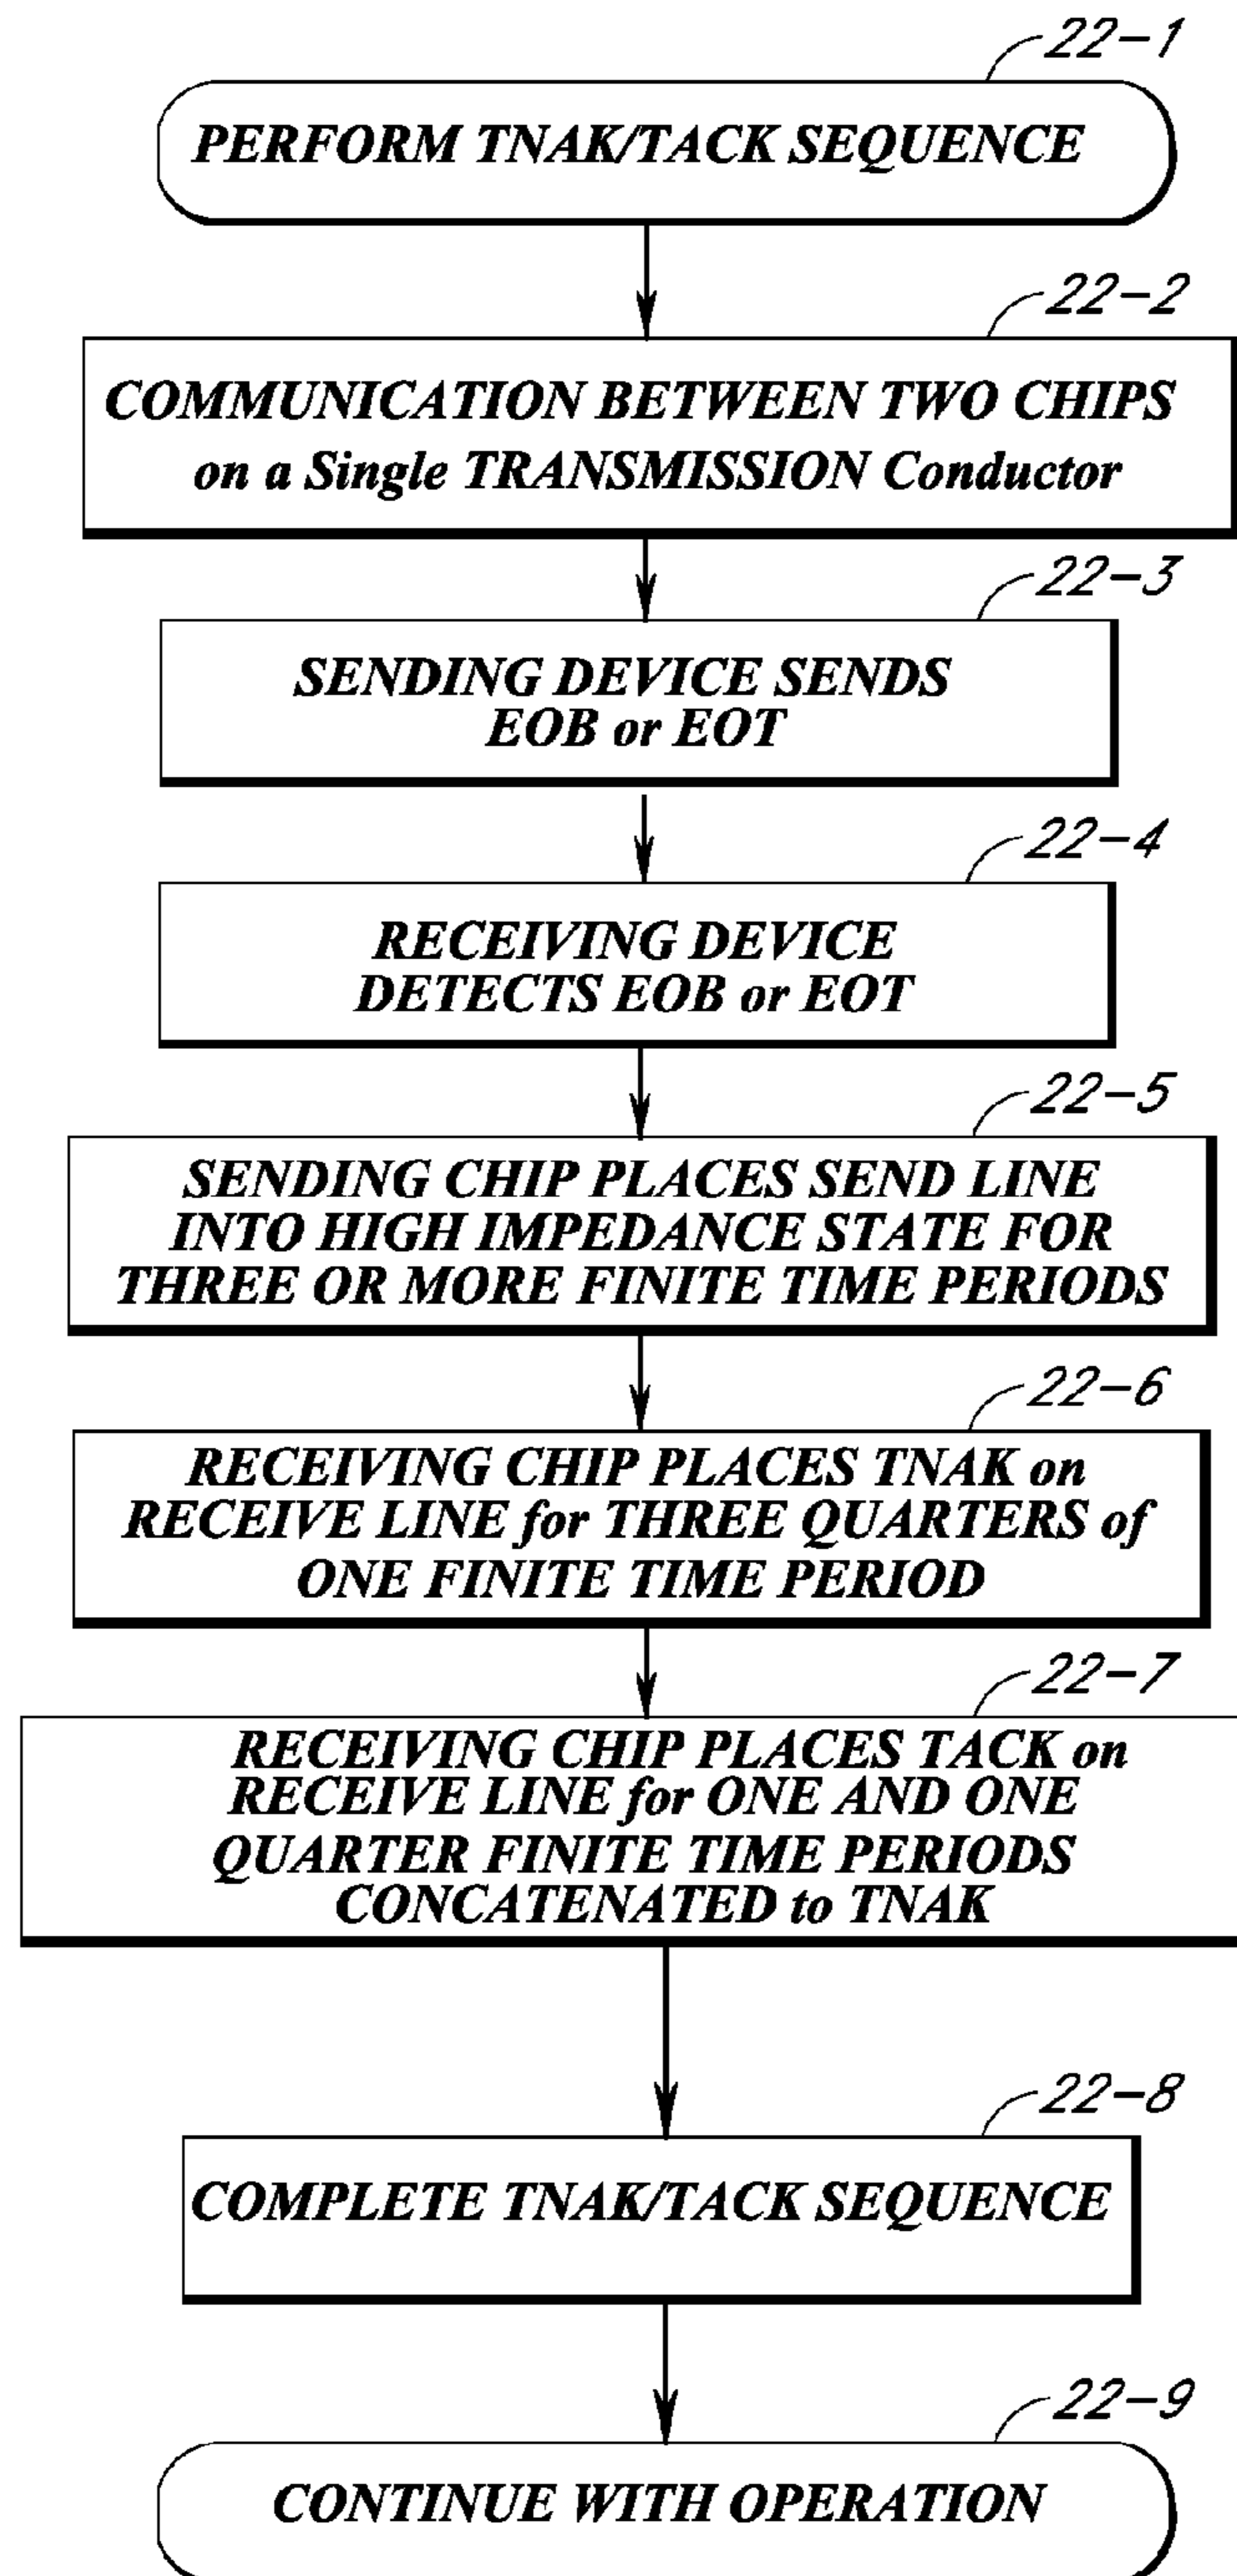 22-1
PERFORM TNAK/TACK SEQUENCE
22-2
COMMUNICATION BETWEEN TWO CHIPS
on a Single TRANSMISSION Conductor
22-3
SENDING DEVICE SENDS
EOB or EOT
22-4
RECEIVING DEVICE
DETECTS EOB or EOT
22-5
SENDING CHIP PLACES SEND LINE
INTO HIGH IMPEDANCE STATE FOR
THREE OR MORE FINITE TIME PERIODS
22-6
RECEIVING CHIP PLACES TNAK on
RECEIVE LINE for THREE QUARTERS of
ONE FINITE TIME PERIOD
22-7
RECEIVING CHIP PLACES TACK on
RECEIVE LINE for ONE AND ONE
QUARTER FINITE TIME PERIODS
CONCATENATED to TNAK
22-8
COMPLETE TNAK/TACK SEQUENCE
22-9
CONTINUE WITH OPERATION